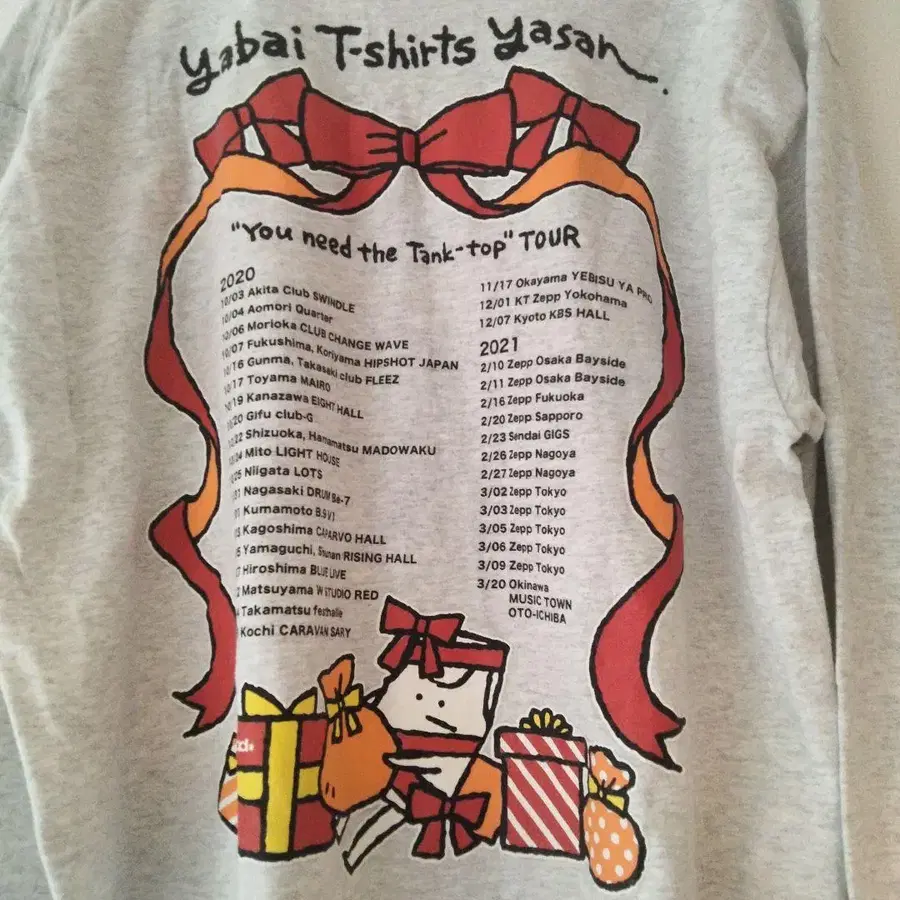 yabai T-shirts yasan.
"You need the Tank-top" TOUR
2020
10/03 Akita Club SWINDLE
10/04 Aomori Quarter
10/06 Morioka CLUB CHANGE WAVE
10/07 Fukushima, Koriyama HIPSHOT JAPAN
10/16 Gunma, Takasaki club FLEEZ
10/17 Toyama MAIRO
10/19 Kanazawa EIGHT HALL
10/20 Gifu club-G
10/22 Shizuoka, Hamamatsu MADOWAKU
10/24 Mito LIGHT HOUSE
Niigata LOTS
Nagasaki DRUM Be-7
Kumamoto B.9 V1
Kagoshima CAPARVO HALL
Yamaguchi, Shunan RISING HALL
Hiroshima BLUE LIVE
Matsuyama W STUDIO RED
Takamatsu festhalle
Kochi CARAVAN SARY
11/17 Okayama YEBISU YA PRO
12/01 KT Zepp Yokohama
12/07 Kyoto KBS HALL
2021
2/10 Zepp Osaka Bayside
2/11 Zepp Osaka Bayside
2/16 Zepp Fukuoka
2/20 Zepp Sapporo
2/23 Sendai GIGS
2/26 Zepp Nagoya
2/27 Zepp Nagoya
3/02 Zepp Tokyo
3/03 Zepp Tokyo
3/05 Zepp Tokyo
3/06 Zepp Tokyo
3/09 Zepp Tokyo
3/20 Okinawa
MUSIC TOWN
OTO-ICHIBA